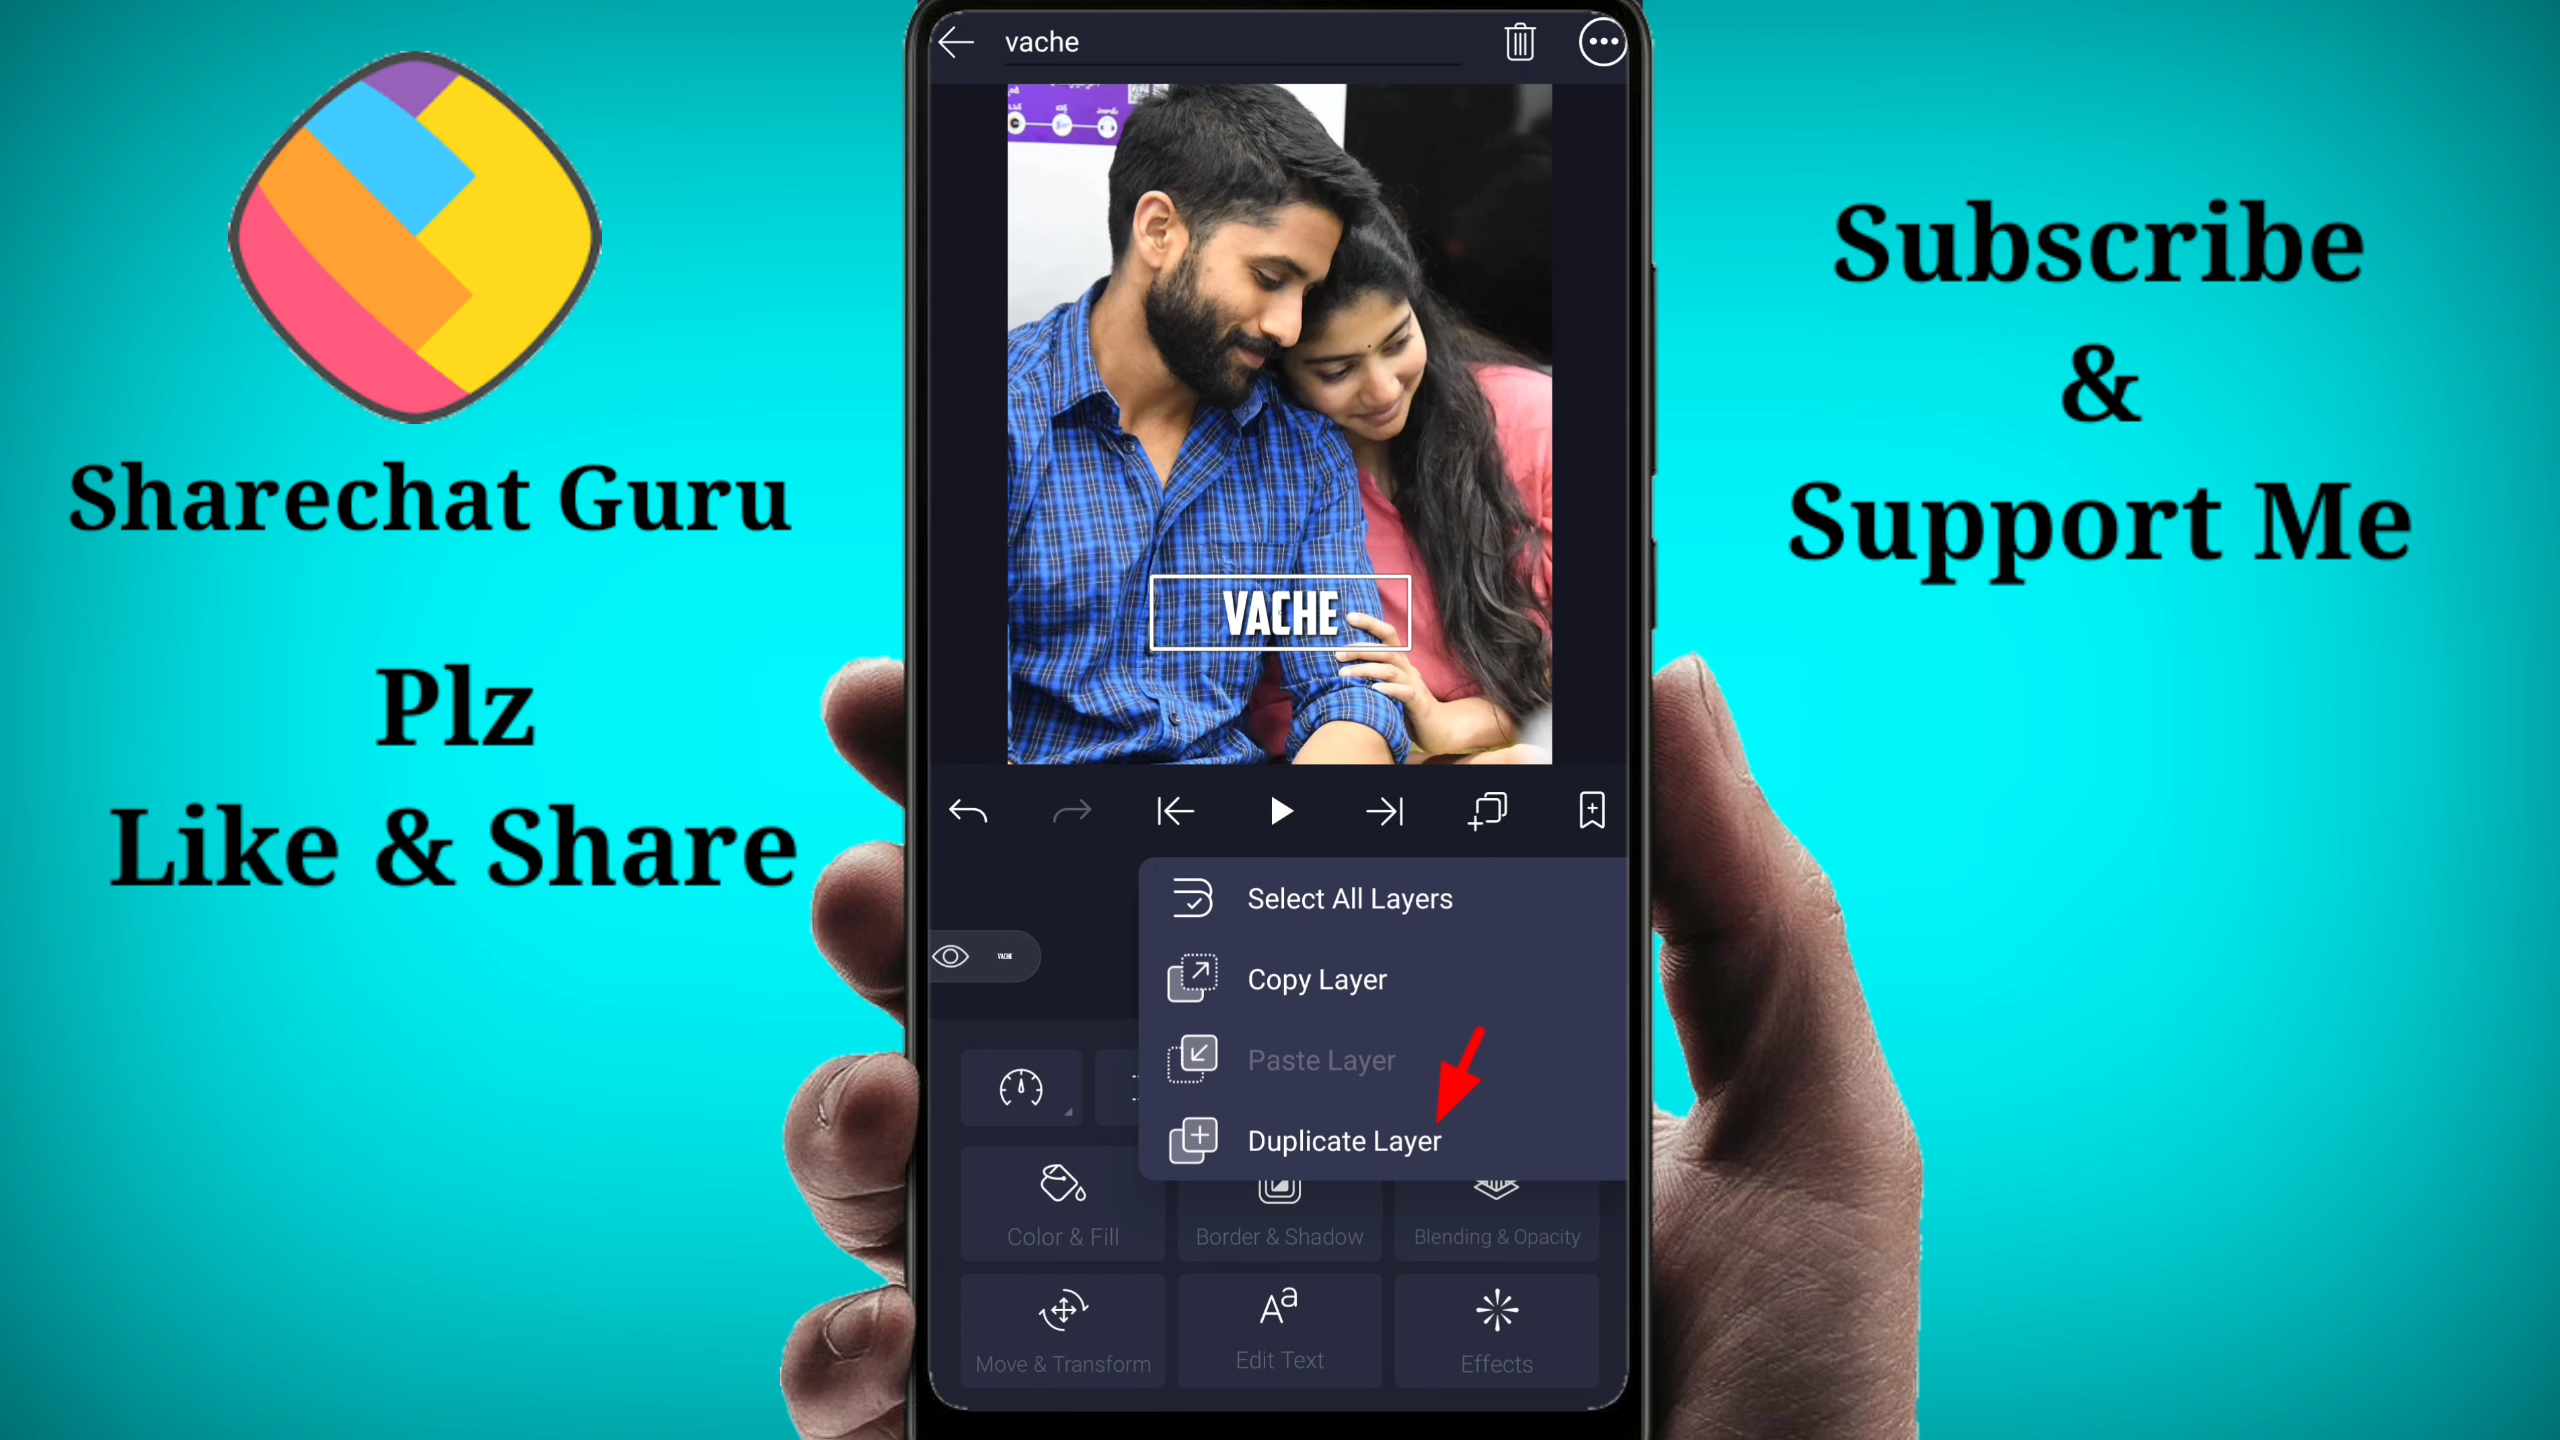 vache
Sharechat Guru
Plz
Like & Share
Subscribe
&
Support Me
VACHE
Select All Layers
Copy Layer
Paste Layer
Duplicate Layer
VACHE
Color & Fill
Border & Shadow
Blending & Opacity
Move & Transform
Edit Text
Effects